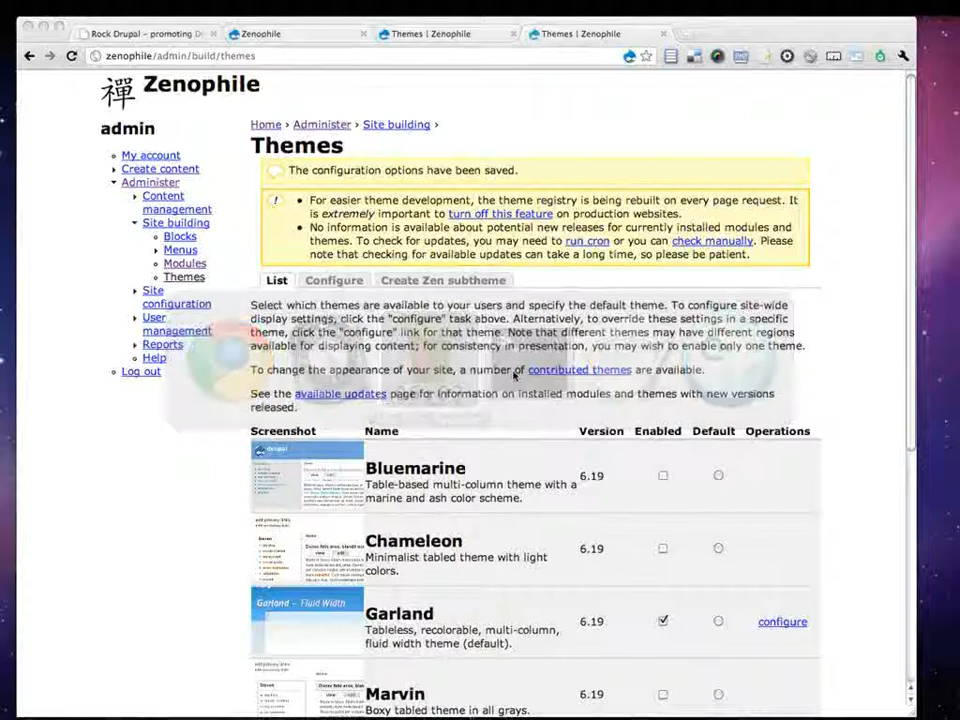 Rock Drupal – promoting D
Zenophile
Themes | Zenophile
Themes | Zenophile
zenophile/admin/build/themes
禪 Zenophile
admin
My account
Create content
Administer
Content
management
Site building
Blocks
Menus
Modules
Themes
Site
configuration
User
management
Reports
Help
Log out
Home › Administer › Site building ›
Themes
The configuration options have been saved.
For easier theme development, the theme registry is being rebuilt on every page request. It
is extremely important to turn off this feature on production websites.
No information is available about potential new releases for currently installed modules and
themes. To check for updates, you may need to run cron or you can check manually. Please
note that checking for available updates can take a long time, so please be patient.
List Configure Create Zen subtheme
Select which themes are available to your users and specify the default theme. To configure site-wide
display settings, click the "configure" task above. Alternatively, to override these settings in a specific
theme, click the "configure" link for that theme. Note that different themes may have different regions
available for displaying content; for consistency in presentation, you may wish to enable only one theme.
To change the appearance of your site, a number of contributed themes are available.
See the available updates page for information on installed modules and themes with new versions
released.
Screenshot Name Version Enabled Default Operations
Bluemarine
Table-based multi-column theme with a
marine and ash color scheme.
6.19
Chameleon
Minimalist tabled theme with light
colors.
6.19
Garland – Fluid Width
Garland
Tableless, recolorable, multi-column,
fluid width theme (default).
6.19
configure
Marvin
Boxy tabled theme in all grays.
6.19